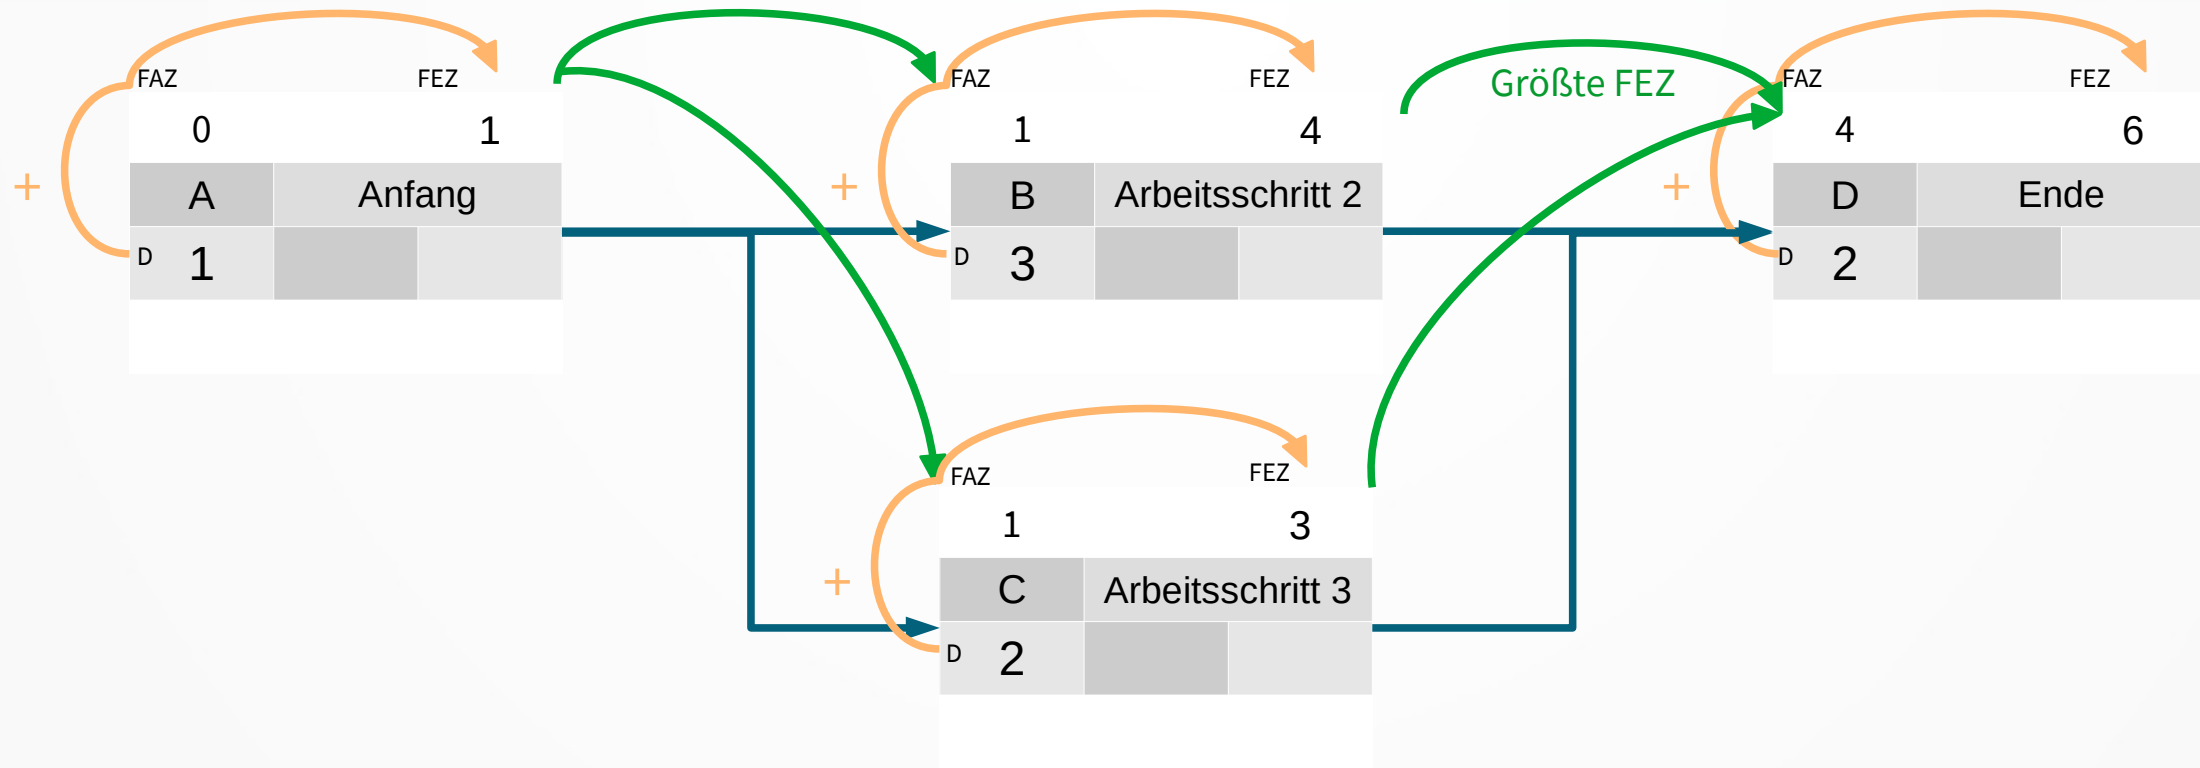 FAZ FEZ FAZ FEZ Größte FEZ FAZ FEZ
0 1 1 4 4 6
+ A Anfang + B Arbeitsschritt 2 + D Ende
D 1 D 3 D 2
FAZ FEZ
1 3
+ C Arbeitsschritt 3
D 2